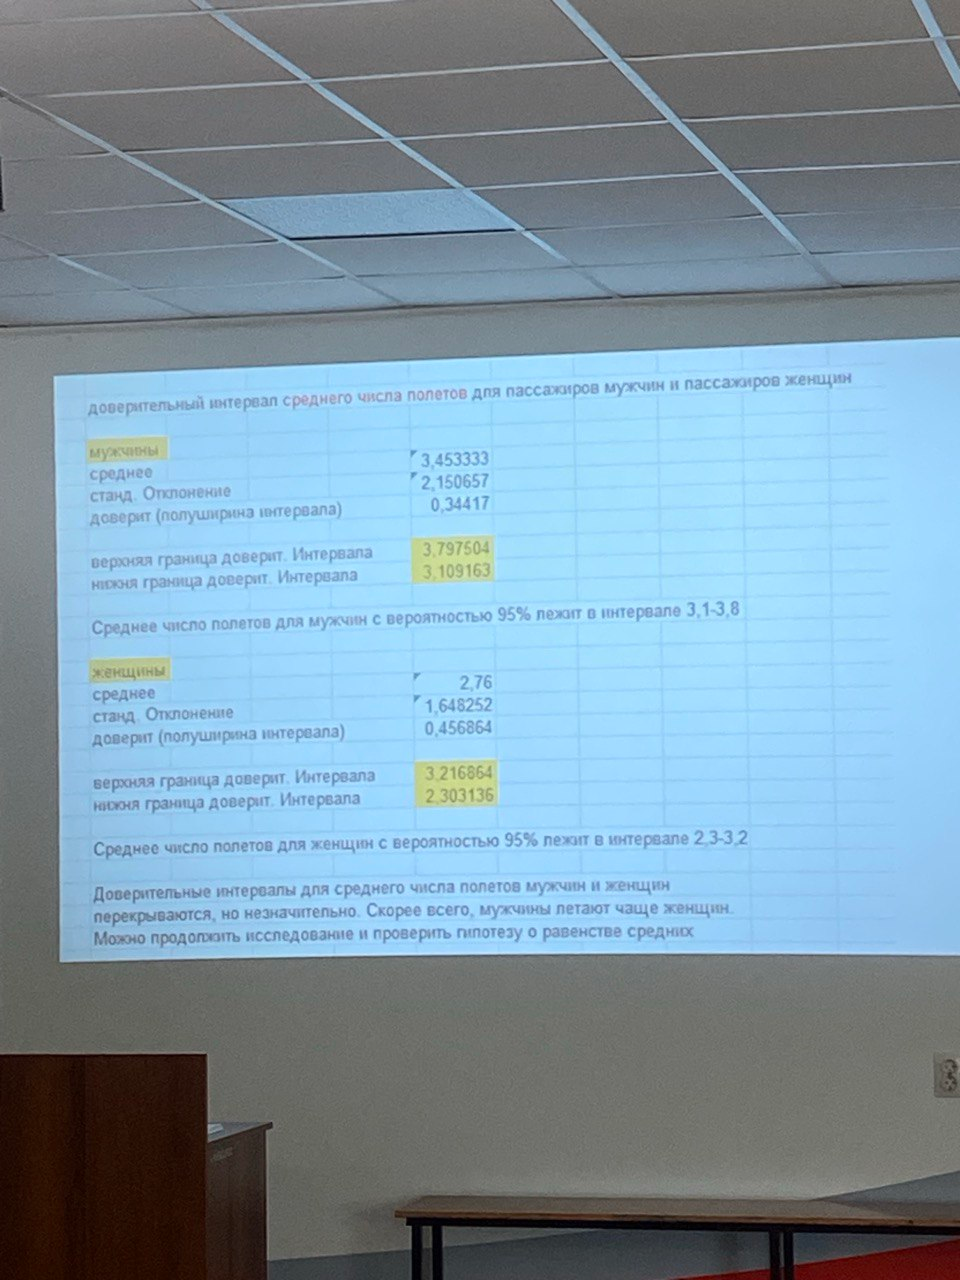 доверительный интервал среднего числа полетов для пассажиров мужчин и пассажиров женщин
мужчины
среднее 3,453333
станд. Отклонение 2,150657
доверит (полуширина интервала) 0,34417
верхняя граница доверит. Интервала 3,797504
нижня граница доверит. Интервала 3,109163
Среднее число полетов для мужчин с вероятностью 95% лежит в интервале 3,1-3,8
женщины
среднее 2,76
станд. Отклонение 1,648252
доверит (полуширина интервала) 0,456864
верхняя граница доверит. Интервала 3,216864
нижня граница доверит. Интервала 2,303136
Среднее число полетов для женщин с вероятностью 95% лежит в интервале 2,3-3,2
Доверительные интервалы для среднего числа полетов мужчин и женщин
перекрываются, но незначительно. Скорее всего, мужчины летают чаще женщин.
Можно продолжить исследование и проверить гипотезу о равенстве средних